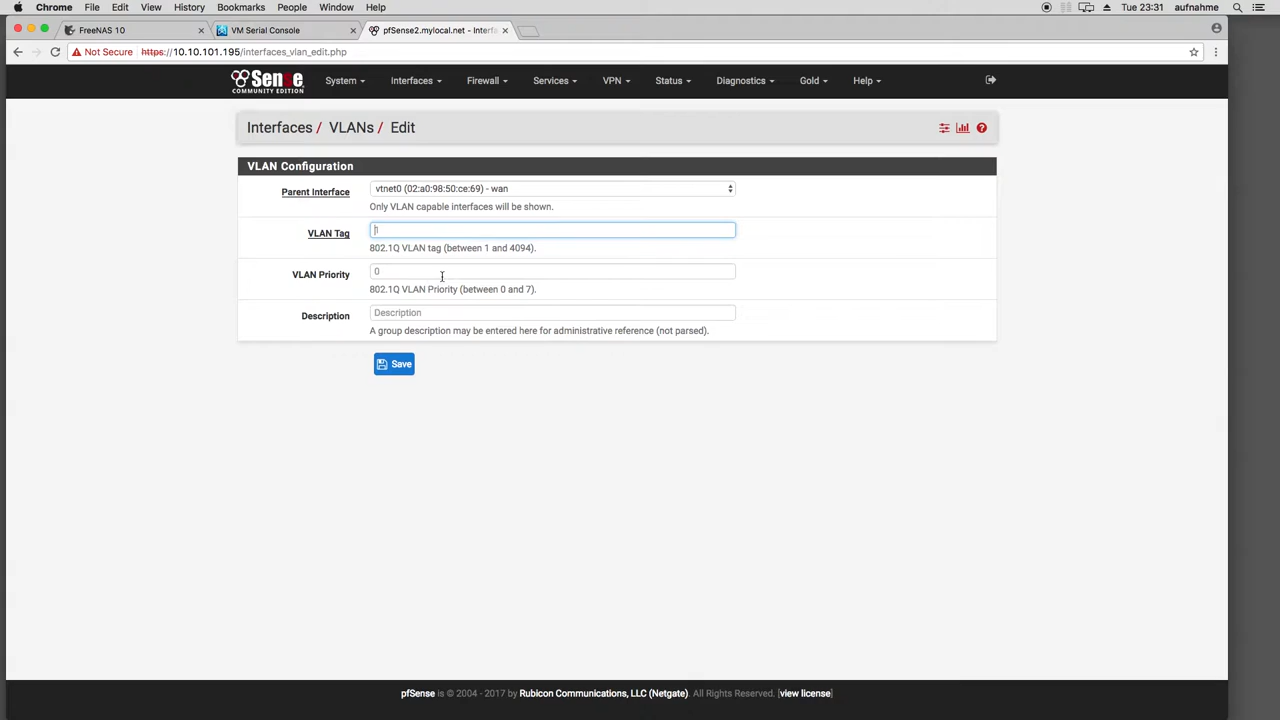 Chrome File Edit View History Bookmarks People Window Help Tue 23:31 aufnahme
FreeNAS 10 VM Serial Console pfSense2.mylocal.net - Interfa
Not Secure https://10.10.101.195/interfaces_vlan_edit.php
Sense System Interfaces Firewall Services VPN Status Diagnostics Gold Help
COMMUNITY EDITION
Interfaces / VLANs / Edit
VLAN Configuration
Parent Interface vtnet0 (02:a0:98:50:ce:69) - wan
Only VLAN capable interfaces will be shown.
VLAN Tag 1
802.1Q VLAN tag (between 1 and 4094).
VLAN Priority 0
802.1Q VLAN Priority (between 0 and 7).
Description Description
A group description may be entered here for administrative reference (not parsed).
Save
pfSense is © 2004 - 2017 by Rubicon Communications, LLC (Netgate). All Rights Reserved. [view license]